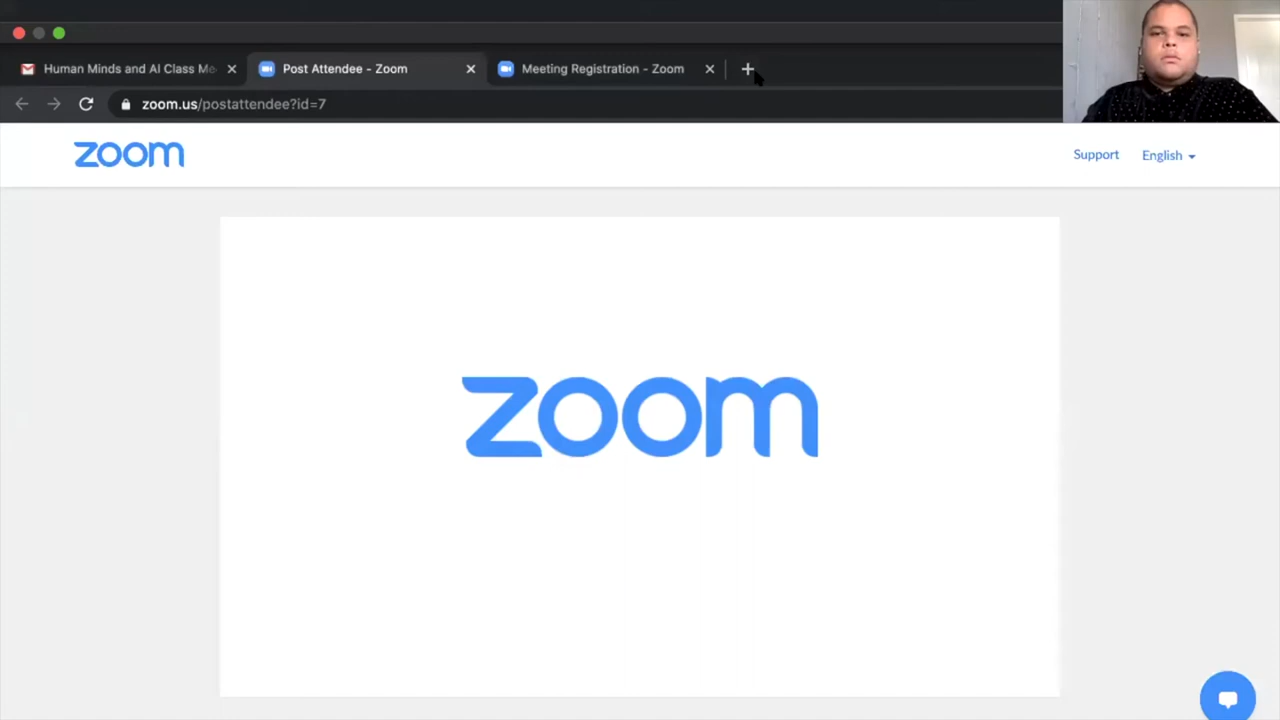 Human Minds and AI Class Me
Post Attendee - Zoom
Meeting Registration - Zoom
zoom.us/postattendee?id=7
zoom
Support
English
zoom